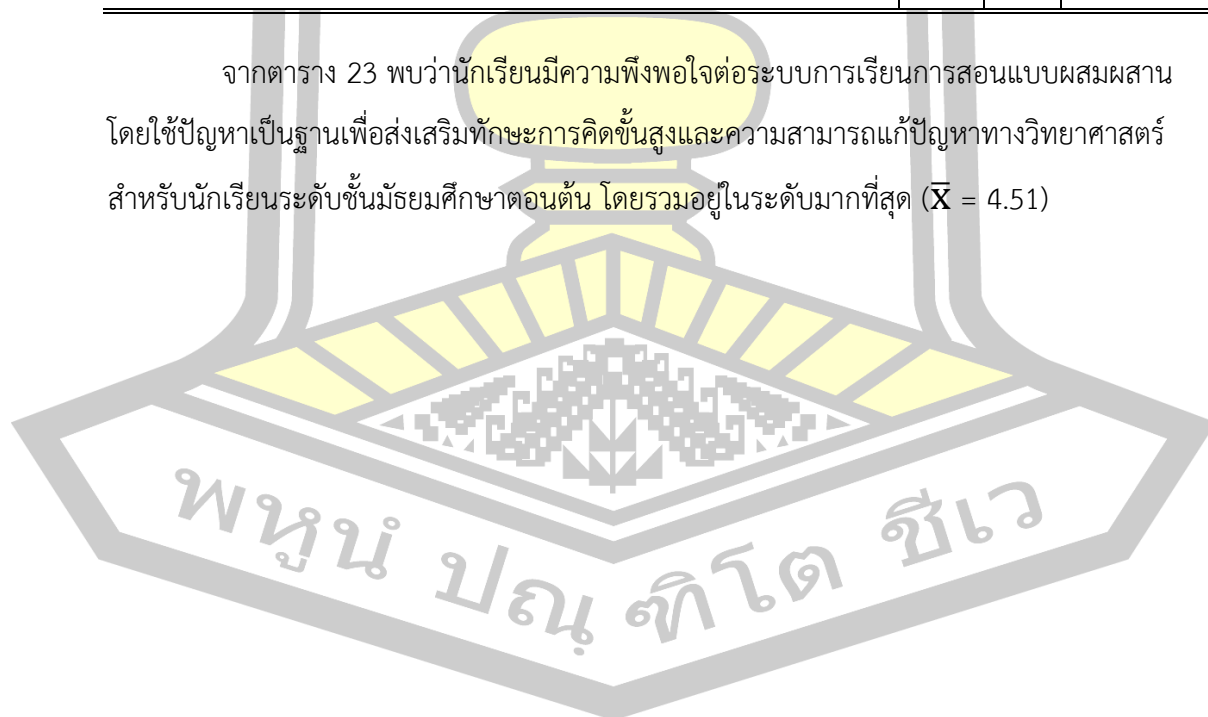 จากตาราง 23 พบว่านักเรียนมีความพึงพอใจต่อระบบการเรียนการสอนแบบผสมผสาน
โดยใช้ปัญหาเป็นฐานเพื่อส่งเสริมทักษะการคิดขั้นสูงและความสามารถแก้ปัญหาทางวิทยาศาสตร์
สำหรับนักเรียนระดับชั้นมัธยมศึกษาตอนต้น โดยรวมอยู่ในระดับมากที่สุด (X̅ = 4.51)
พหูนํ ปณฺฑิโต ชีเว